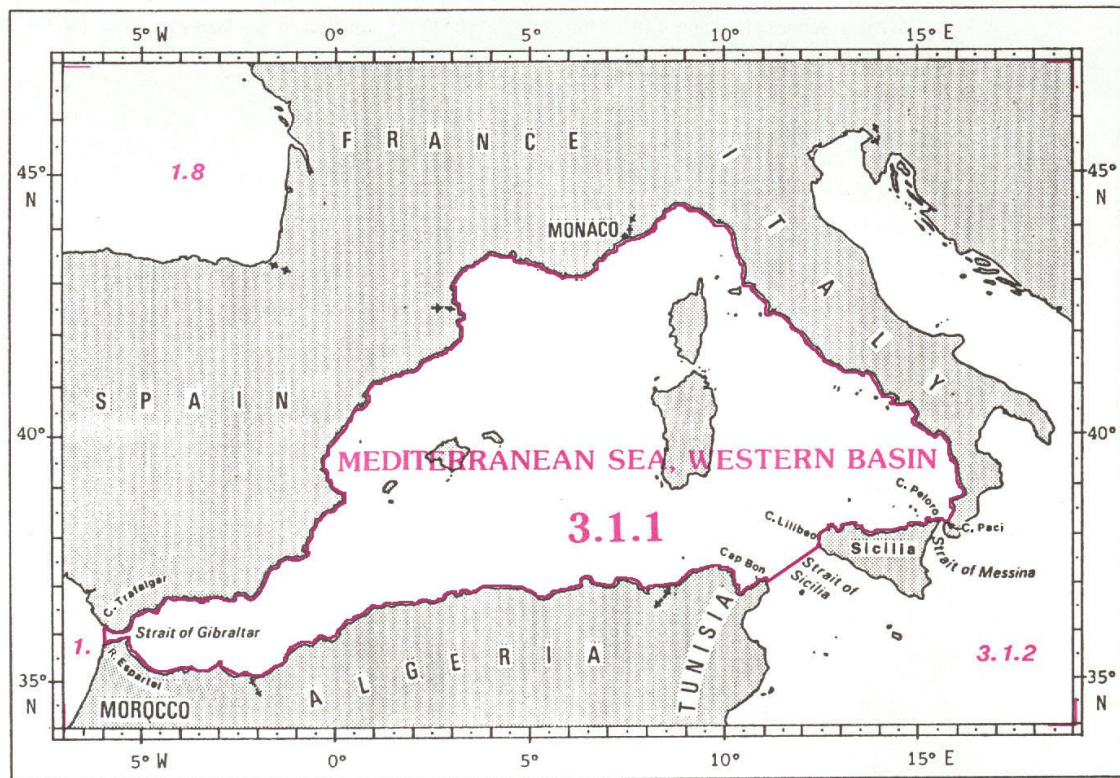 5° W 0° 5° 10° 15° E
45° N
45° N
1.8
FRANCE
ITALY
MONACO
SPAIN
40°
40°
MEDITERRANEAN SEA, WESTERN BASIN
3.1.1
C. Peloro
C. Paci
C. Lilibeo
Sicilia
Strait of Messina
Cap Bon
Strait of Sicilia
C. Trafalgar
Strait of Gibraltar
1.
R. Espartel
ALGERIA
TUNISIA
3.1.2
35° N
35° N
MOROCCO
5° W 0° 5° 10° 15° E